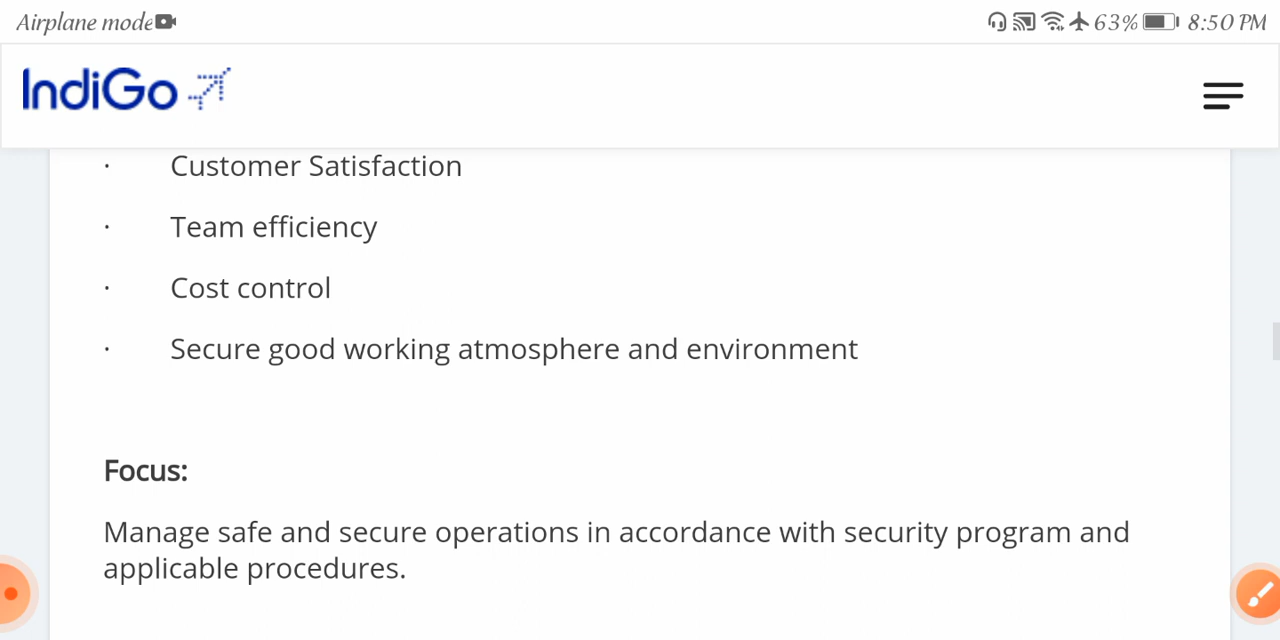 Airplane mode 63% 8:50 PM
IndiGo
· Customer Satisfaction
· Team efficiency
· Cost control
· Secure good working atmosphere and environment
Focus:
Manage safe and secure operations in accordance with security program and
applicable procedures.